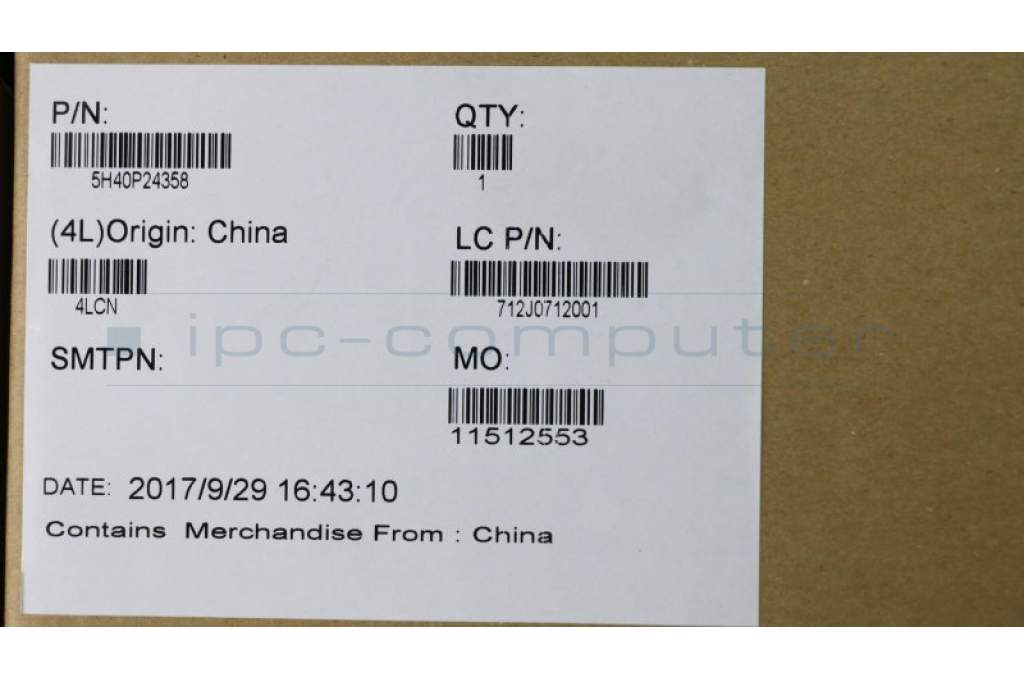 P/N:
QTY:
5H40P24358
1
(4L)Origin: China
LC P/N:
4LCN
712J0712001
ipc-computer
SMTPN:
MO:
11512553
DATE: 2017/9/29 16:43:10
Contains Merchandise From : China